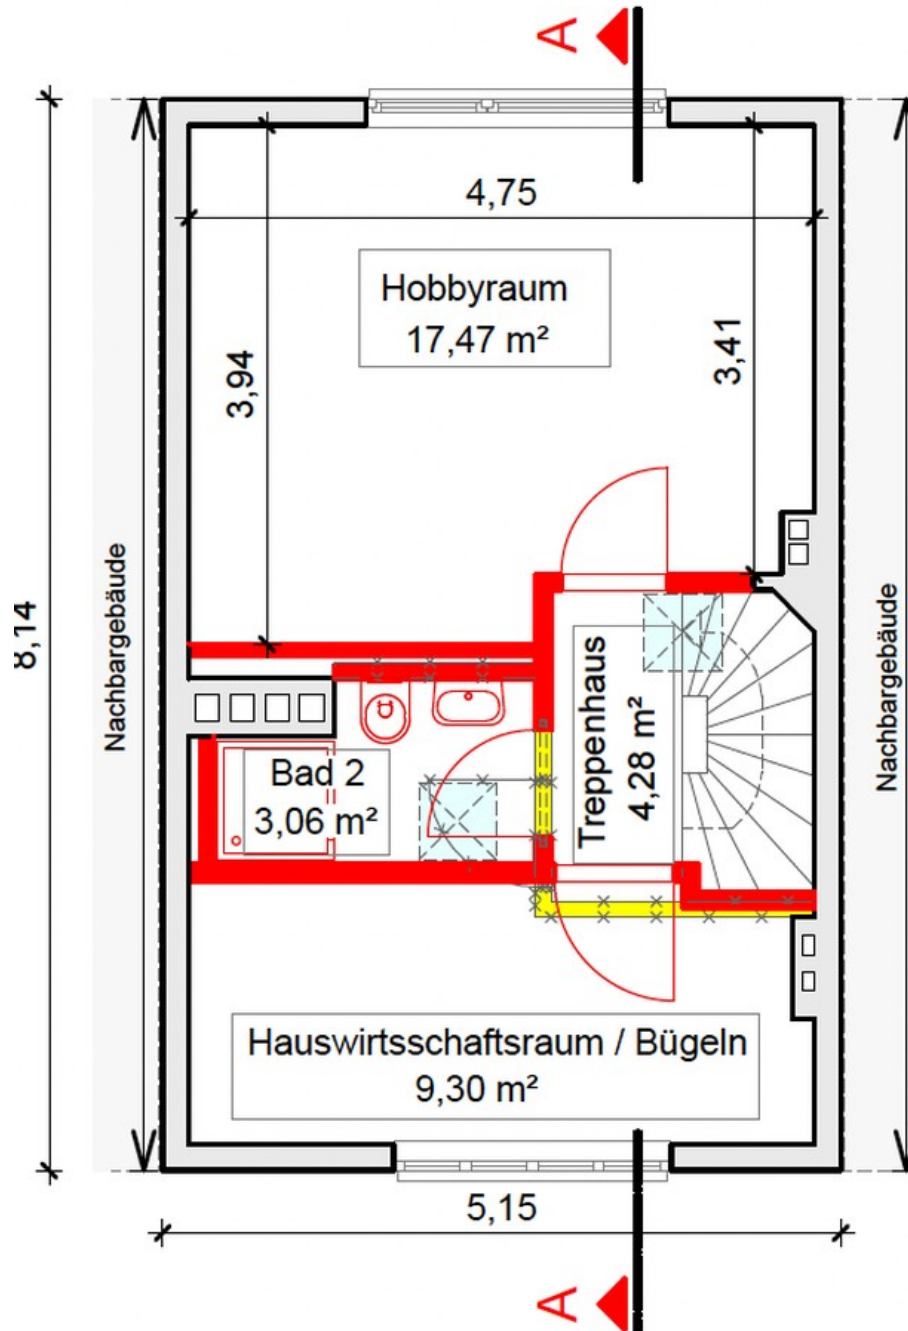 A
4,75
Hobbyraum
17,47 m²
3,94
3,41
8,14
Nachbargebäude
Nachbargebäude
Treppenhaus
4,28 m²
Bad 2
3,06 m²
Hauswirtsschaftsraum / Bügeln
9,30 m²
5,15
A